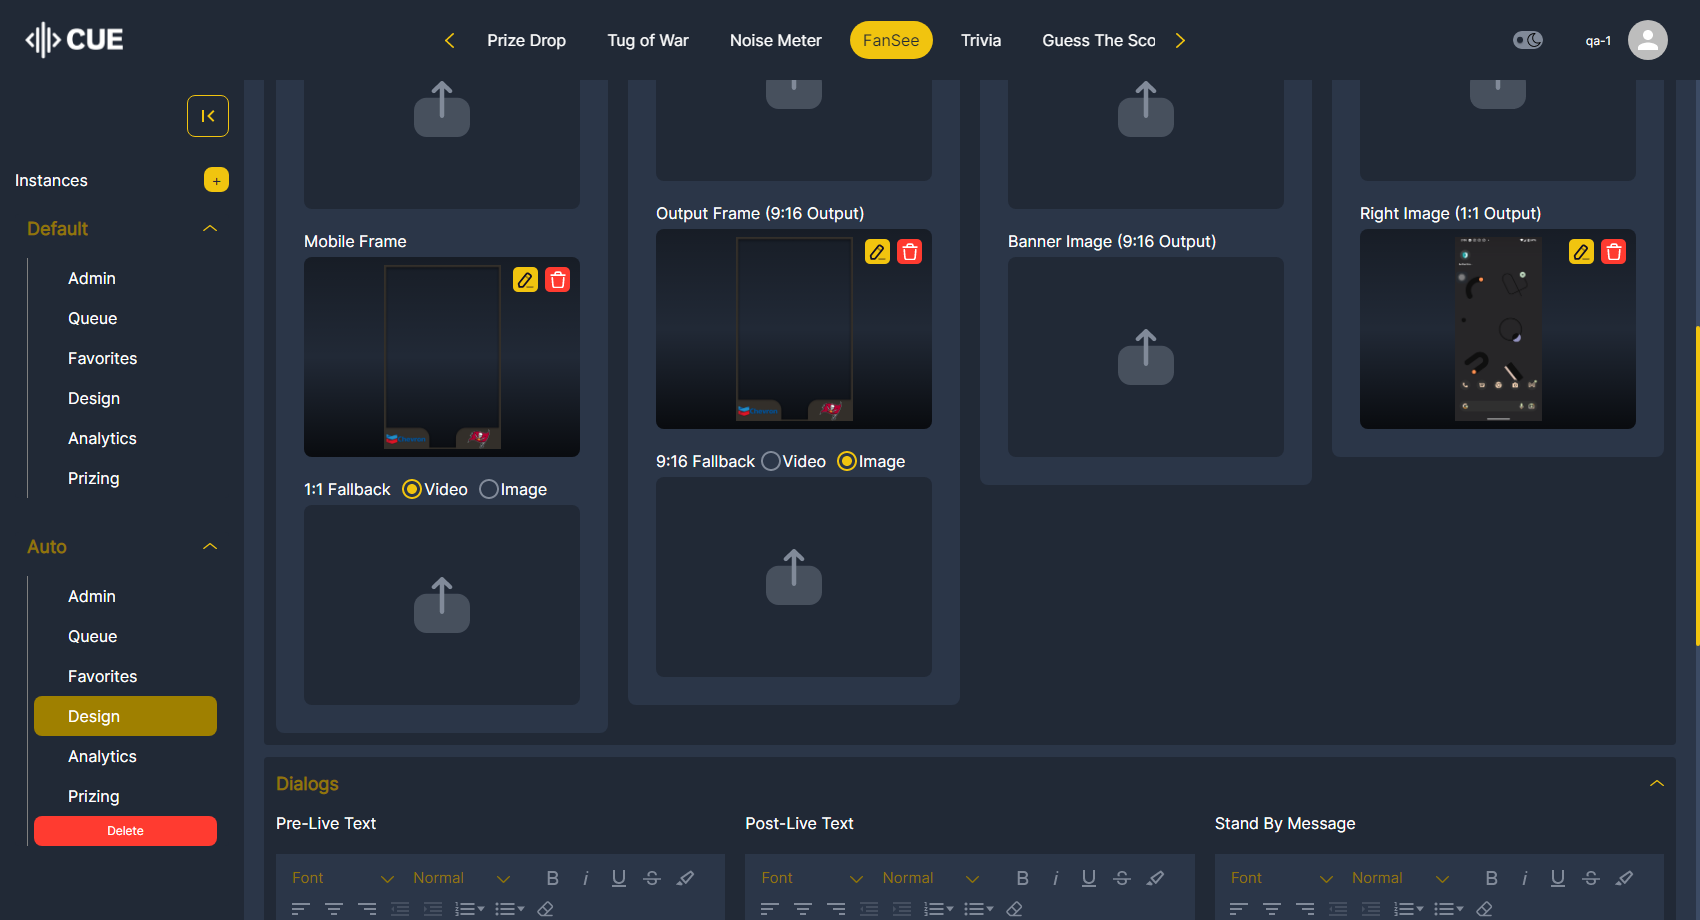 CUE
Prize Drop
Tug of War
Noise Meter
FanSee
Trivia
Guess The Sco
qa-1
Instances
+
Default
Admin
Queue
Favorites
Design
Analytics
Prizing
Auto
Admin
Queue
Favorites
Design
Analytics
Prizing
Delete
Mobile Frame
1:1 Fallback Video Image
Output Frame (9:16 Output)
9:16 Fallback Video Image
Banner Image (9:16 Output)
Right Image (1:1 Output)
Dialogs
Pre-Live Text
Font Normal B i U S
Post-Live Text
Font Normal B i U S
Stand By Message
Font Normal B i U S